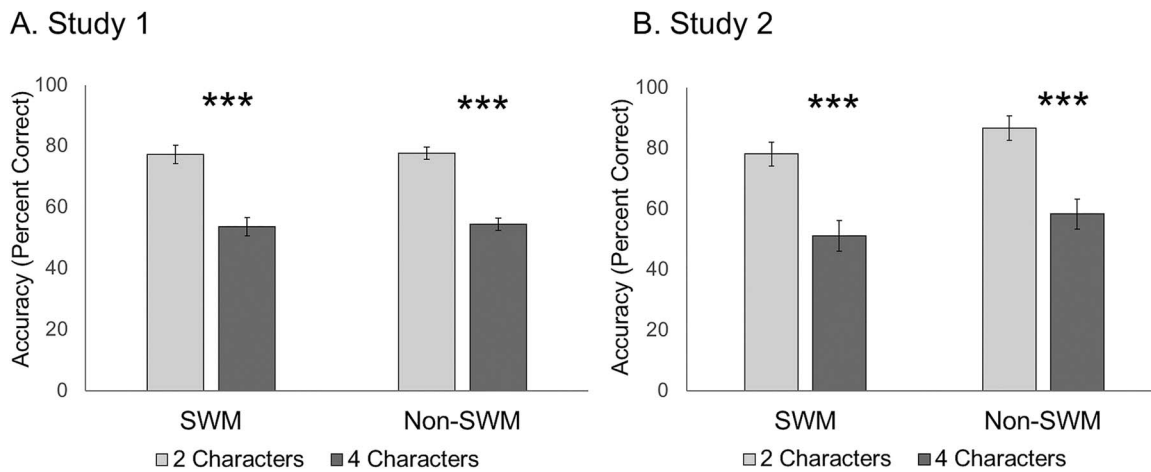 A. Study 1
Accuracy (Percent Correct)
100
80
60
40
20
0
***
***
SWM
Non-SWM
2 Characters
4 Characters
B. Study 2
Accuracy (Percent Correct)
100
80
60
40
20
0
***
***
SWM
Non-SWM
2 Characters
4 Characters